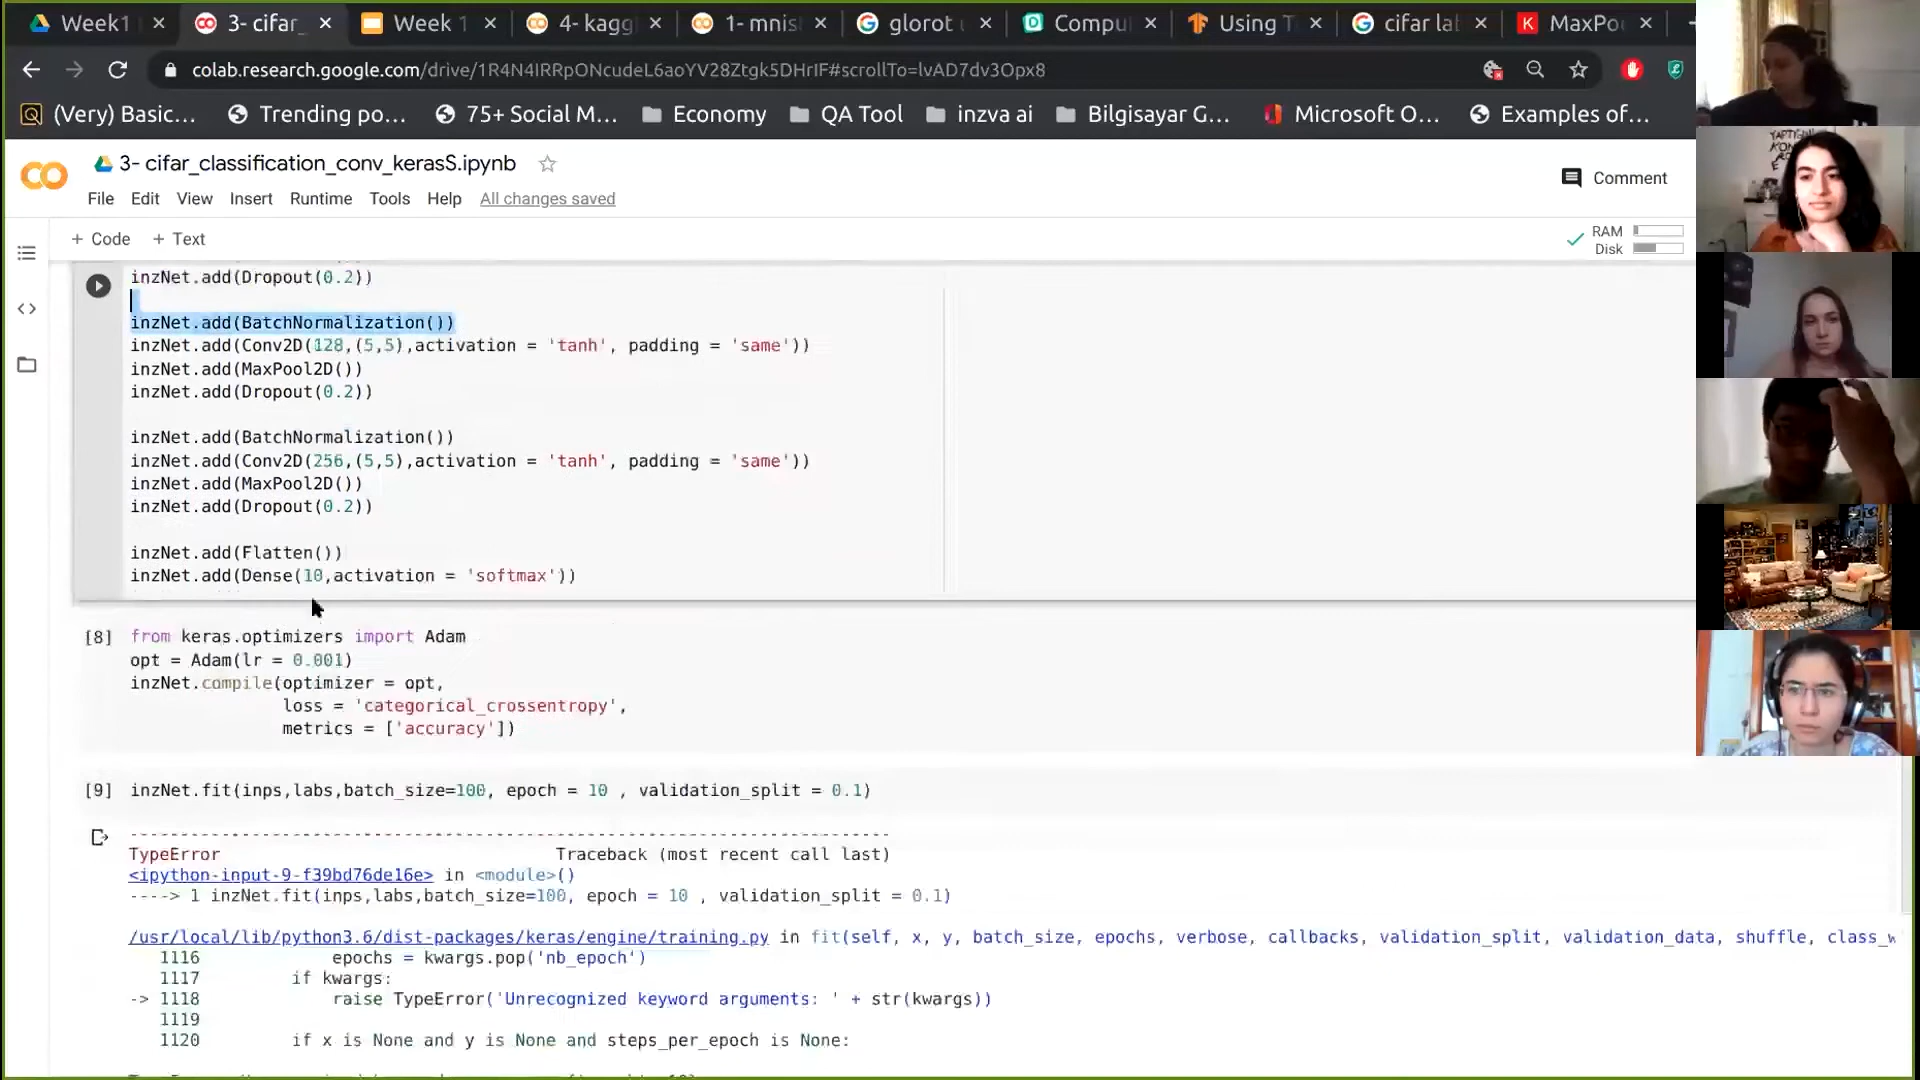 Week1
3- cifar_
Week 1
4- kagg
1- mnis
glorot
Compu
Using T
cifar lab
MaxPo
colab.research.google.com/drive/1R4N4IRRpONcudeL6aoYV28Ztgk5DHrIF#scrollTo=lvAD7dv3Opx8
(Very) Basic...
Trending po...
75+ Social M...
Economy
QA Tool
inzva ai
Bilgisayar G...
Microsoft O...
Examples of...
3- cifar_classification_conv_kerasS.ipynb
Comment
File Edit View Insert Runtime Tools Help All changes saved
+ Code + Text
RAM
Disk
inzNet.add(Dropout(0.2))
inzNet.add(BatchNormalization())
inzNet.add(Conv2D(128,(5,5),activation = 'tanh', padding = 'same'))
inzNet.add(MaxPool2D())
inzNet.add(Dropout(0.2))
inzNet.add(BatchNormalization())
inzNet.add(Conv2D(256,(5,5),activation = 'tanh', padding = 'same'))
inzNet.add(MaxPool2D())
inzNet.add(Dropout(0.2))
inzNet.add(Flatten())
inzNet.add(Dense(10,activation = 'softmax'))
[8] from keras.optimizers import Adam
opt = Adam(lr = 0.001)
inzNet.compile(optimizer = opt,
loss = 'categorical_crossentropy',
metrics = ['accuracy'])
[9] inzNet.fit(inps,labs,batch_size=100, epoch = 10 , validation_split = 0.1)
---------------------------------------------------------------------------
TypeError Traceback (most recent call last)
<ipython-input-9-f39bd76de16e> in <module>()
----> 1 inzNet.fit(inps,labs,batch_size=100, epoch = 10 , validation_split = 0.1)
/usr/local/lib/python3.6/dist-packages/keras/engine/training.py in fit(self, x, y, batch_size, epochs, verbose, callbacks, validation_split, validation_data, shuffle, class_w
1116 epochs = kwargs.pop('nb_epoch')
1117 if kwargs:
-> 1118 raise TypeError('Unrecognized keyword arguments: ' + str(kwargs))
1119
1120 if x is None and y is None and steps_per_epoch is None: